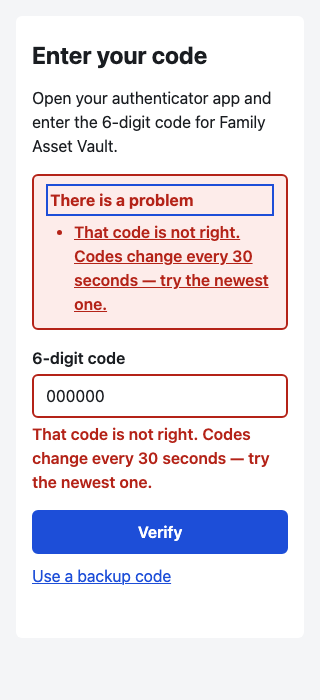 Enter your code
Open your authenticator app and
enter the 6-digit code for Family
Asset Vault.
There is a problem
• That code is not right.
Codes change every 30
seconds — try the newest
one.
6-digit code
000000
That code is not right. Codes
change every 30 seconds — try
the newest one.
Verify
Use a backup code